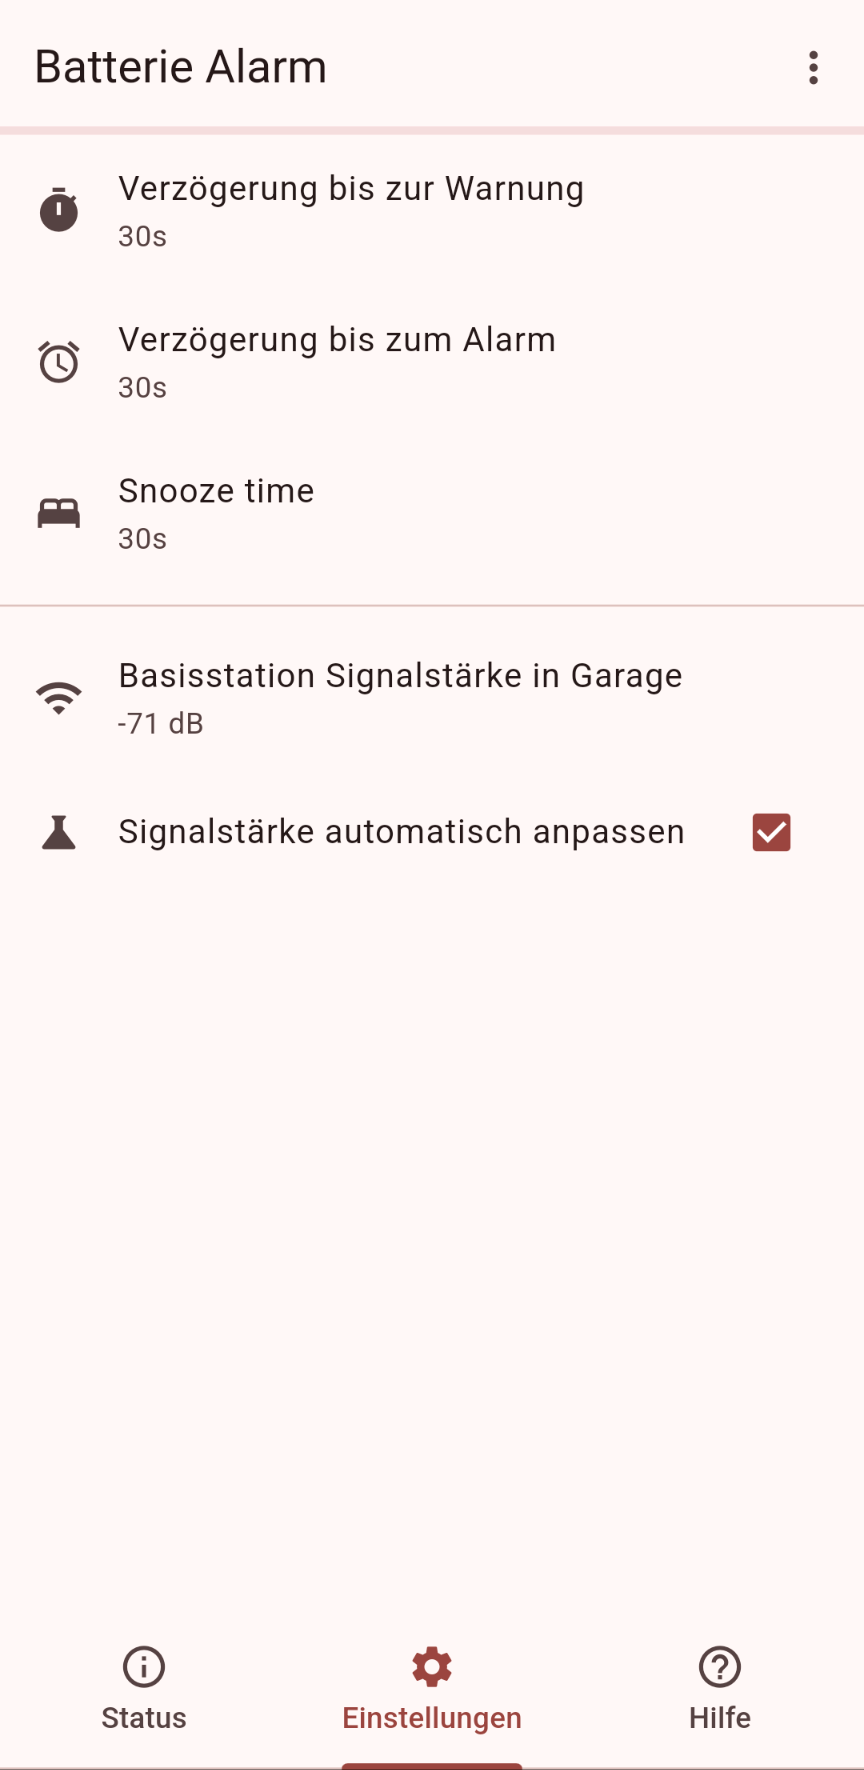 Batterie Alarm
Verzögerung bis zur Warnung
30s
Verzögerung bis zum Alarm
30s
Snooze time
30s
Basisstation Signalstärke in Garage
-71 dB
Signalstärke automatisch anpassen
Status
Einstellungen
Hilfe